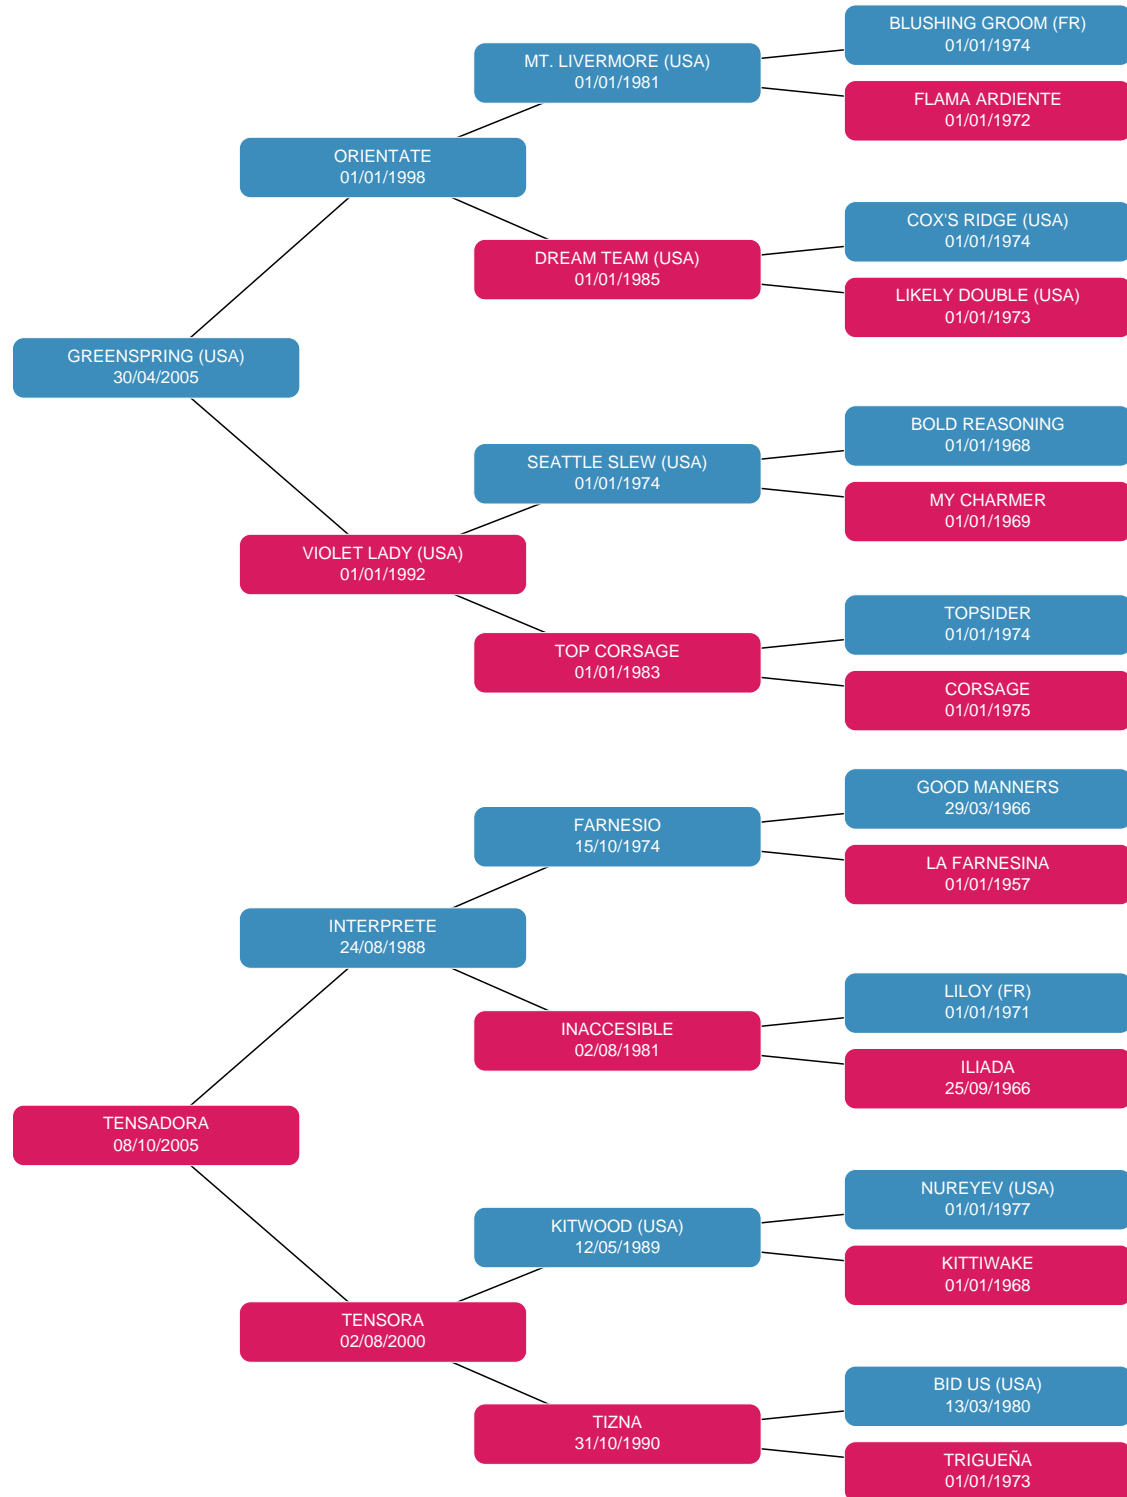 BLUSHING GROOM (FR)
01/01/1974
MT. LIVERMORE (USA)
01/01/1981
FLAMA ARDIENTE
01/01/1972
ORIENTATE
01/01/1998
COX'S RIDGE (USA)
01/01/1974
DREAM TEAM (USA)
01/01/1985
LIKELY DOUBLE (USA)
01/01/1973
GREENSPRING (USA)
30/04/2005
BOLD REASONING
01/01/1968
SEATTLE SLEW (USA)
01/01/1974
MY CHARMER
01/01/1969
VIOLET LADY (USA)
01/01/1992
TOPSIDER
01/01/1974
TOP CORSAGE
01/01/1983
CORSAGE
01/01/1975
GOOD MANNERS
29/03/1966
FARNESIO
15/10/1974
LA FARNESINA
01/01/1957
INTERPRETE
24/08/1988
LILOY (FR)
01/01/1971
INACCESIBLE
02/08/1981
ILIADA
25/09/1966
TENSADORA
08/10/2005
NUREYEV (USA)
01/01/1977
KITWOOD (USA)
12/05/1989
KITTIWAKE
01/01/1968
TENSORA
02/08/2000
BID US (USA)
13/03/1980
TIZNA
31/10/1990
TRIGUEÑA
01/01/1973